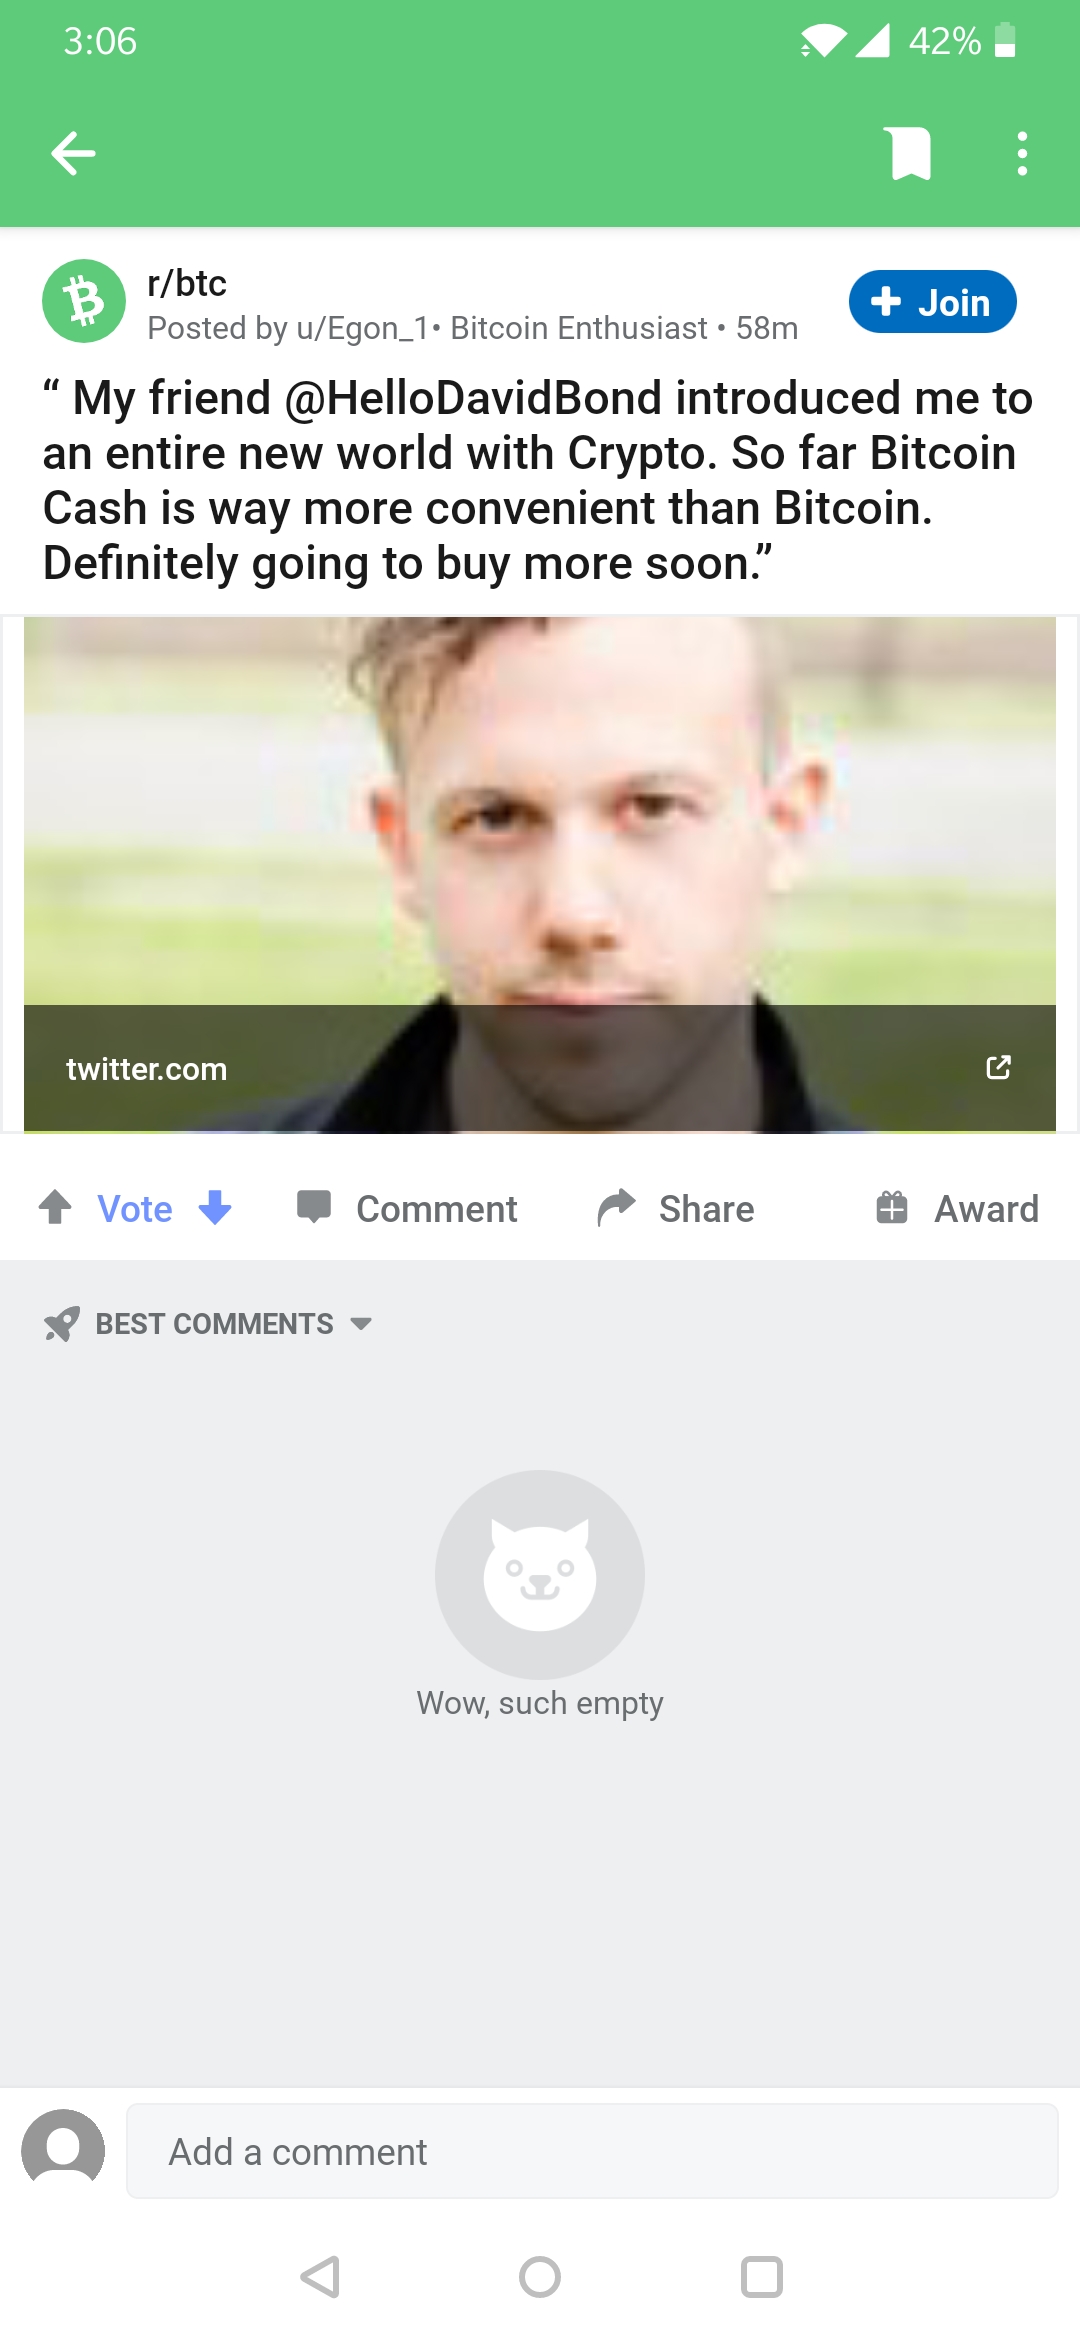 3:06
42%
r/btc
Posted by u/Egon_1• Bitcoin Enthusiast • 58m
Join
“ My friend @HelloDavidBond introduced me to
an entire new world with Crypto. So far Bitcoin
Cash is way more convenient than Bitcoin.
Definitely going to buy more soon.”
twitter.com
Vote
Comment
Share
Award
BEST COMMENTS
Wow, such empty
Add a comment